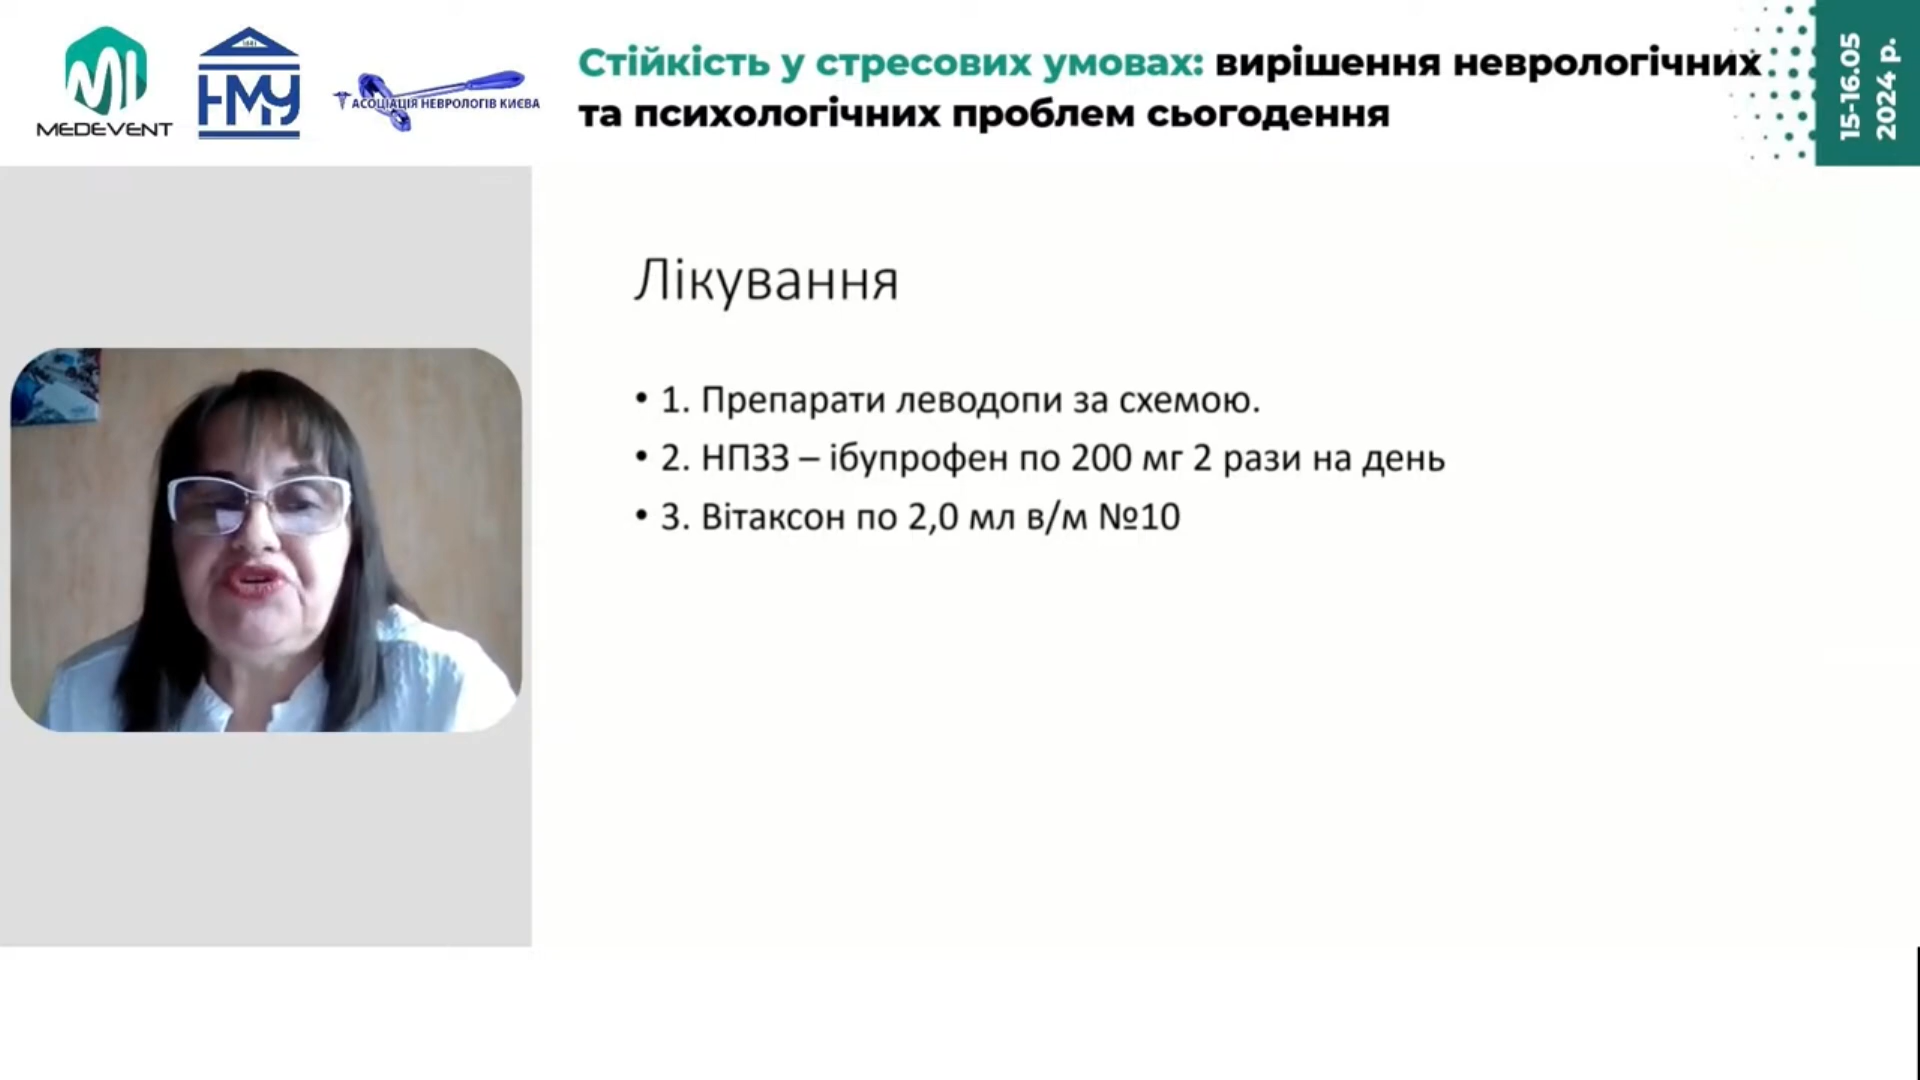 MEDEVENT
1841
НМУ
АСОЦІАЦІЯ НЕВРОЛОГІВ КИЄВА
Стійкість у стресових умовах: вирішення неврологічних
та психологічних проблем сьогодення
15-16.05
2024 р.
Лікування
• 1. Препарати леводопи за схемою.
• 2. НПЗЗ – ібупрофен по 200 мг 2 рази на день
• 3. Вітаксон по 2,0 мл в/м №10